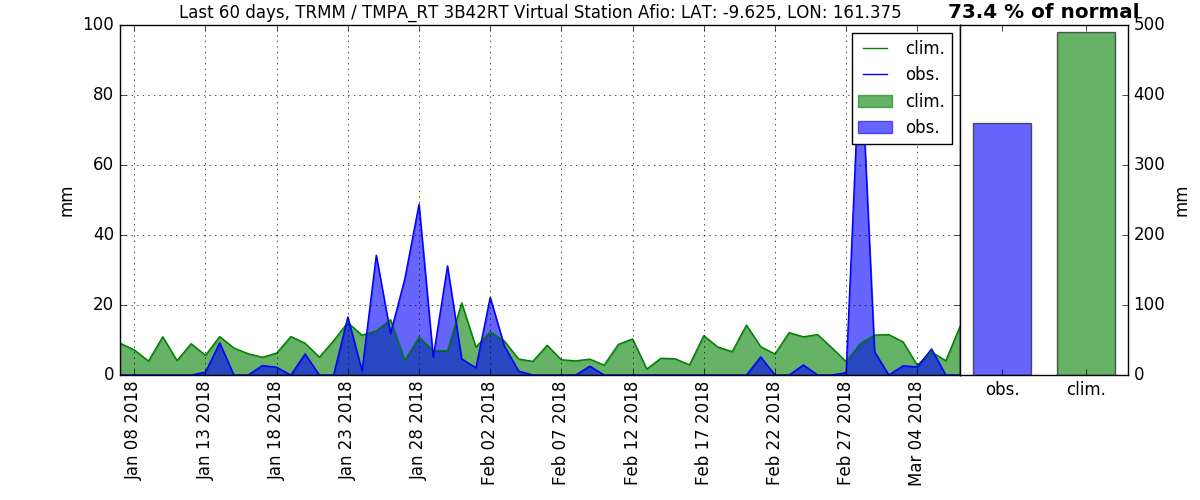 Last 60 days, TRMM / TMPA_RT 3B42RT Virtual Station Afio: LAT: -9.625, LON: 161.375
73.4 % of normal
100
80
60
40
20
0
mm
clim.
obs.
clim.
obs.
500
400
300
200
100
0
mm
obs.
clim.
Jan 08 2018
Jan 13 2018
Jan 18 2018
Jan 23 2018
Jan 28 2018
Feb 02 2018
Feb 07 2018
Feb 12 2018
Feb 17 2018
Feb 22 2018
Feb 27 2018
Mar 04 2018